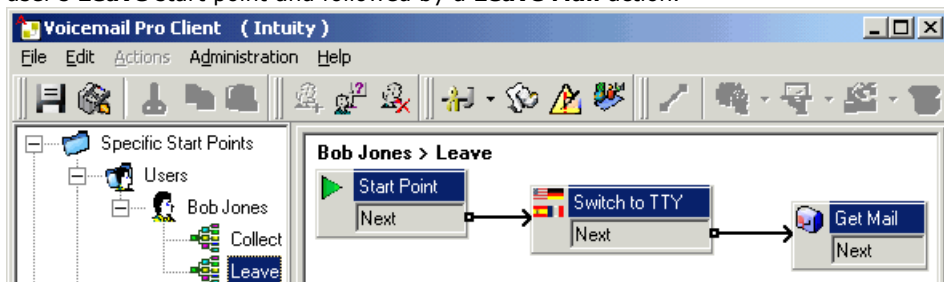 user's Leave start point and followed by a Leave Mail action.
Voicemail Pro Client ( Intuity )
File Edit Actions Administration Help
Specific Start Points
Users
Bob Jones
Collect
Leave
Bob Jones > Leave
Start Point
Next
Switch to TTY
Next
Get Mail
Next